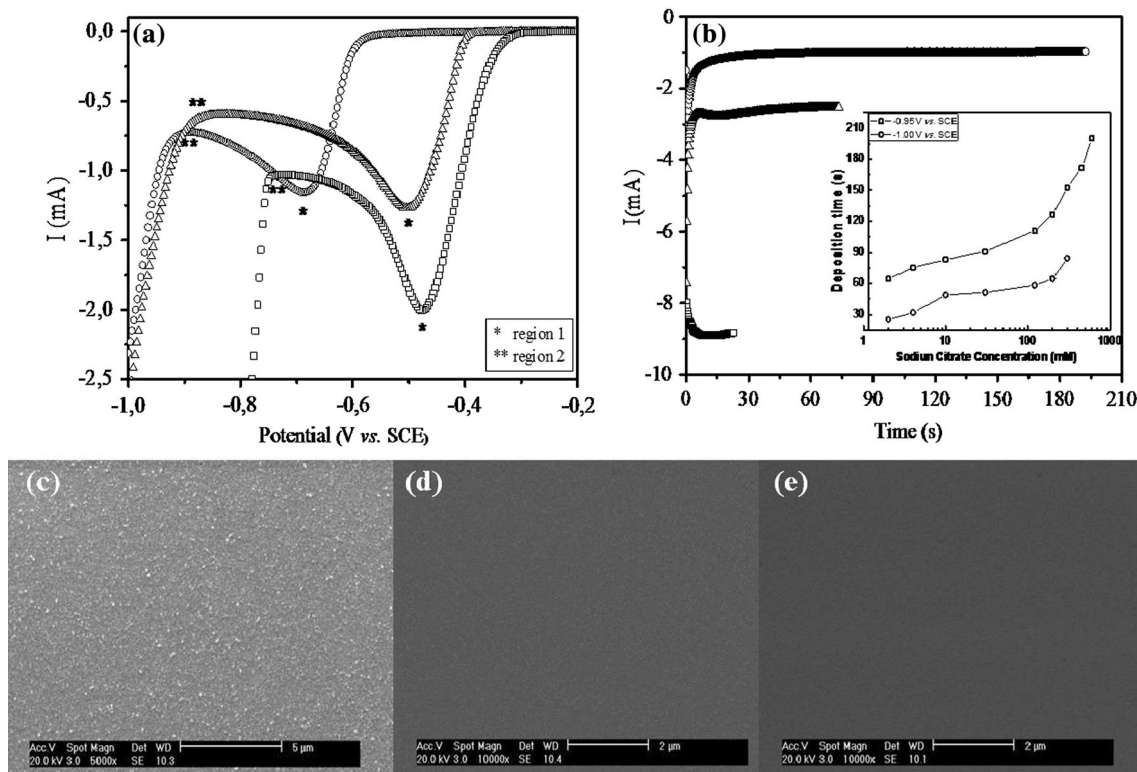 (a)
0,0
-0,5
-1,0
-1,5
-2,0
-2,5
I (mA)
**
**
**
*
*
*
* region 1
** region 2
-1,0 -0,8 -0,6 -0,4 -0,2
Potential (V vs. SCE)
(b)
-2
-4
-6
-8
-10
I (mA)
0 30 60 90 120 150 180 210
Time (s)
-0.95V vs. SCE
-1.00V vs. SCE
210
180
150
120
90
60
30
Deposition time (s)
1 10 100 1000
Sodiun Citrate Concentration (mM)
(c)
Acc.V Spot Magn Det WD 5 µm
20.0 kV 3.0 5000x SE 10.3
(d)
Acc.V Spot Magn Det WD 2 µm
20.0 kV 3.0 10000x SE 10.4
(e)
Acc.V Spot Magn Det WD 2 µm
20.0 kV 3.0 10000x SE 10.1